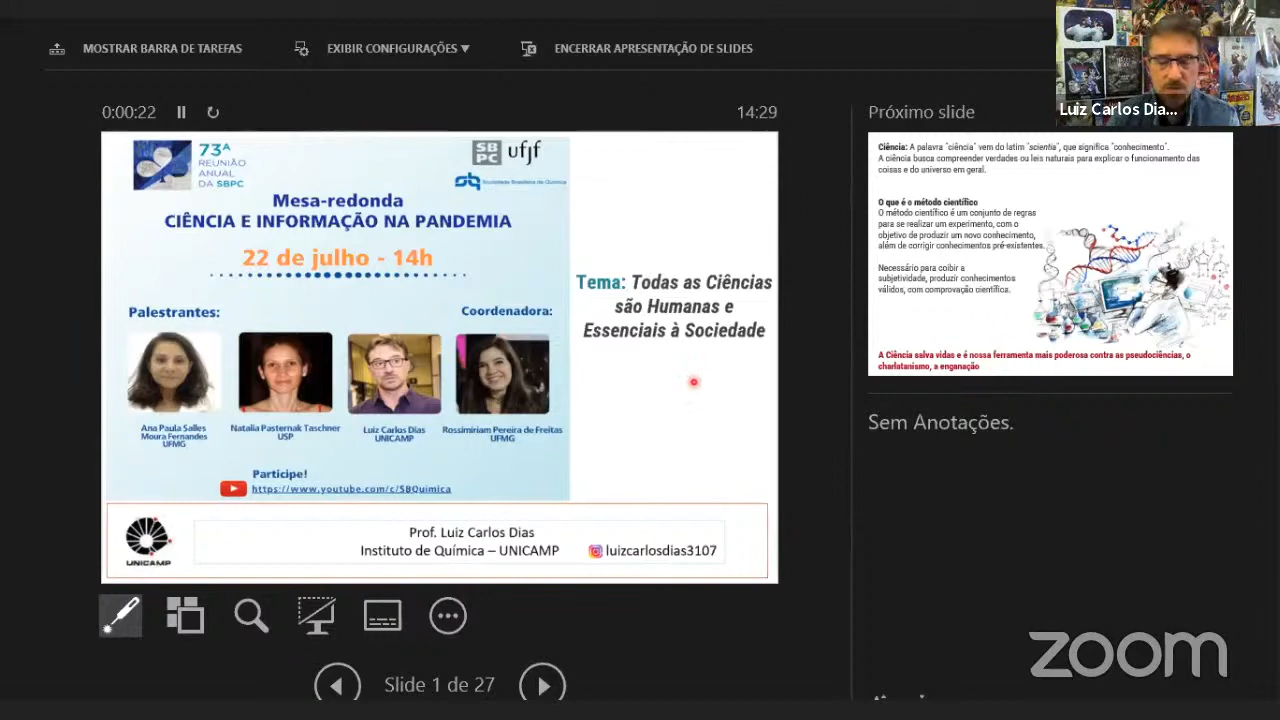 MOSTRAR BARRA DE TAREFAS
EXIBIR CONFIGURAÇÕES ▼
ENCERRAR APRESENTAÇÃO DE SLIDES
Luiz Carlos Dia...
0:00:22
14:29
Próximo slide
73ª
REUNIÃO
ANUAL
DA SBPC
SB
PC
ufjf
sbq Sociedade Brasileira de Química
Mesa-redonda
CIÊNCIA E INFORMAÇÃO NA PANDEMIA
22 de julho - 14h
Palestrantes:
Coordenadora:
Ana Paula Salles
Moura Fernandes
UFMG
Natalia Pasternak Taschner
USP
Luiz Carlos Dias
UNICAMP
Rossimiriam Pereira de Freitas
UFMG
Participe!
https://www.youtube.com/c/SBQuimica
Tema: Todas as Ciências
são Humanas e
Essenciais à Sociedade
UNICAMP
Prof. Luiz Carlos Dias
Instituto de Química – UNICAMP
luizcarlosdias3107
Ciência: A palavra "ciência" vem do latim "scientia", que significa "conhecimento".
A ciência busca compreender verdades ou leis naturais para explicar o funcionamento das
coisas e do universo em geral.
O que é o método científico
O método científico é um conjunto de regras
para se realizar um experimento, com o
objetivo de produzir um novo conhecimento,
além de corrigir conhecimentos pré-existentes.
Necessário para coibir a
subjetividade, produzir conhecimentos
válidos, com comprovação científica.
A Ciência salva vidas e é nossa ferramenta mais poderosa contra as pseudociências, o
charlatanismo, a enganação
Sem Anotações.
Slide 1 de 27
zoom